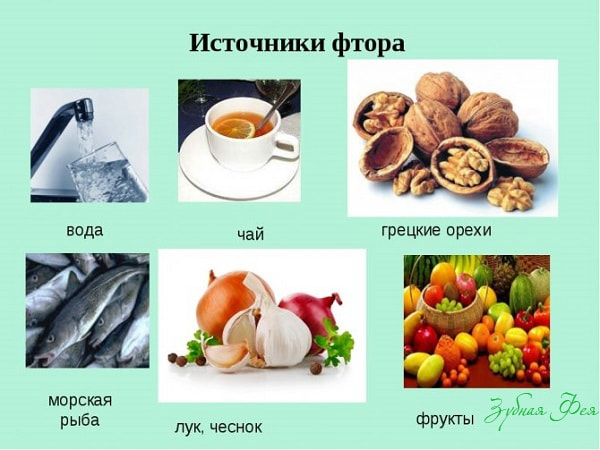 Источники фтора
вода
чай
грецкие орехи
морская
рыба
лук, чеснок
фрукты
Зубная Фея